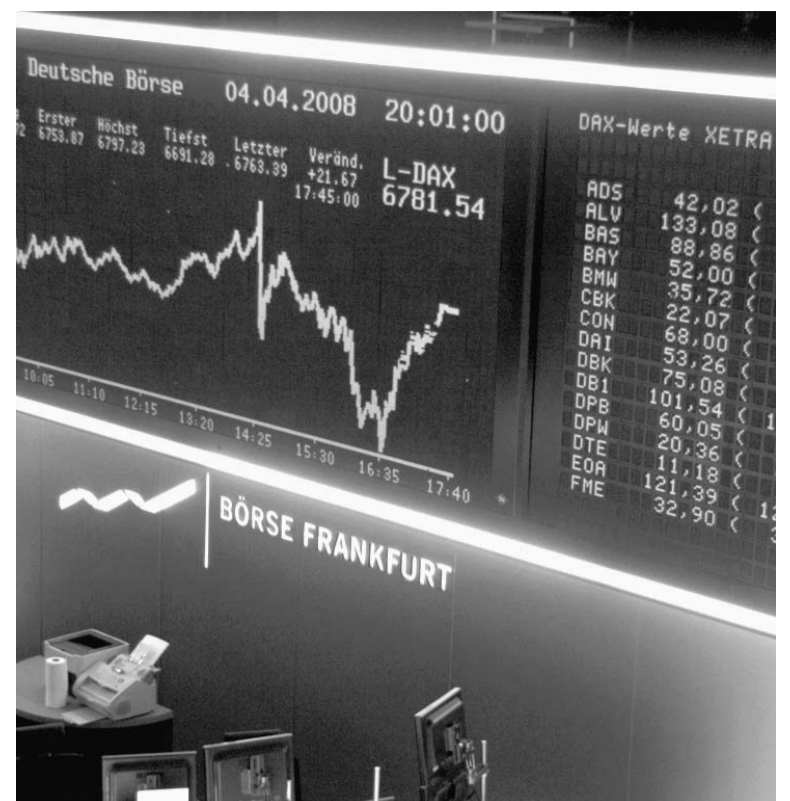 Deutsche Börse 04.04.2008 20:01:00
Erster Höchst Tiefst Letzter Veränd.
72 6753.87 6797.23 6691.28 6763.39 +21.67
17:45:00
L-DAX
6781.54
10:05 11:10 12:15 13:20 14:25 15:30 16:35 17:40
DAX-Werte XETRA
ADS 42,02 (
ALV 133,08 (
BAS 88,86 (
BAY 52,00 (
BMW 35,72 (
CBK 22,07 (
CON 68,00 (
DAI 53,26 (
DBK 75,08 (
DB1 101,54 ( 1
DPB 60,05 (
DPW 20,36 (
DTE 11,18 (
EOA 121,39 ( 12
FME 32,90 ( 3
BÖRSE FRANKFURT